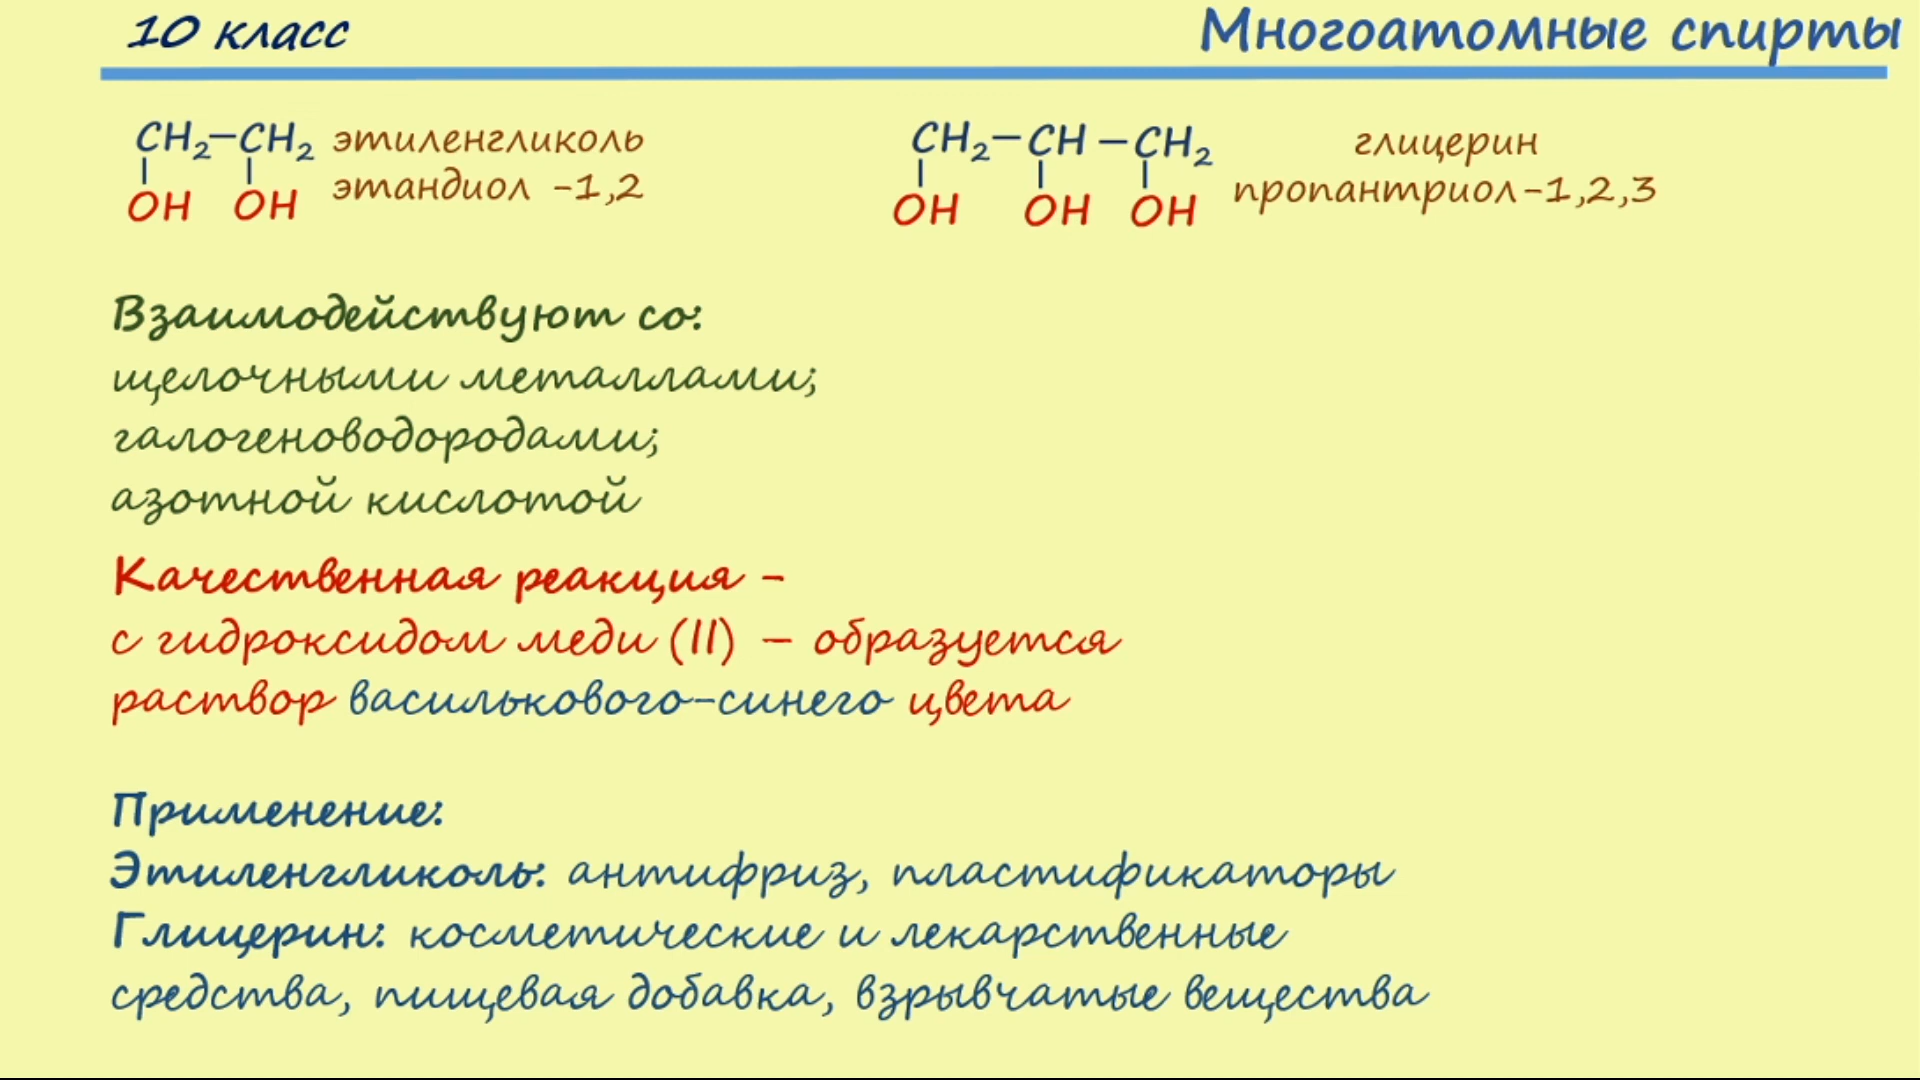 10 класс
Многоатомные спирты
CH₂–CH₂ этиленгликоль
OH OH этандиол -1,2
CH₂–CH–CH₂ глицерин
OH OH OH пропантриол-1,2,3
Взаимодействуют со:
щелочными металлами;
галогеноводородами;
азотной кислотой
Качественная реакция -
с гидроксидом меди (II) – образуется
раствор василькового-синего цвета
Применение:
Этиленгликоль: антифриз, пластификаторы
Глицерин: косметические и лекарственные
средства, пищевая добавка, взрывчатые вещества